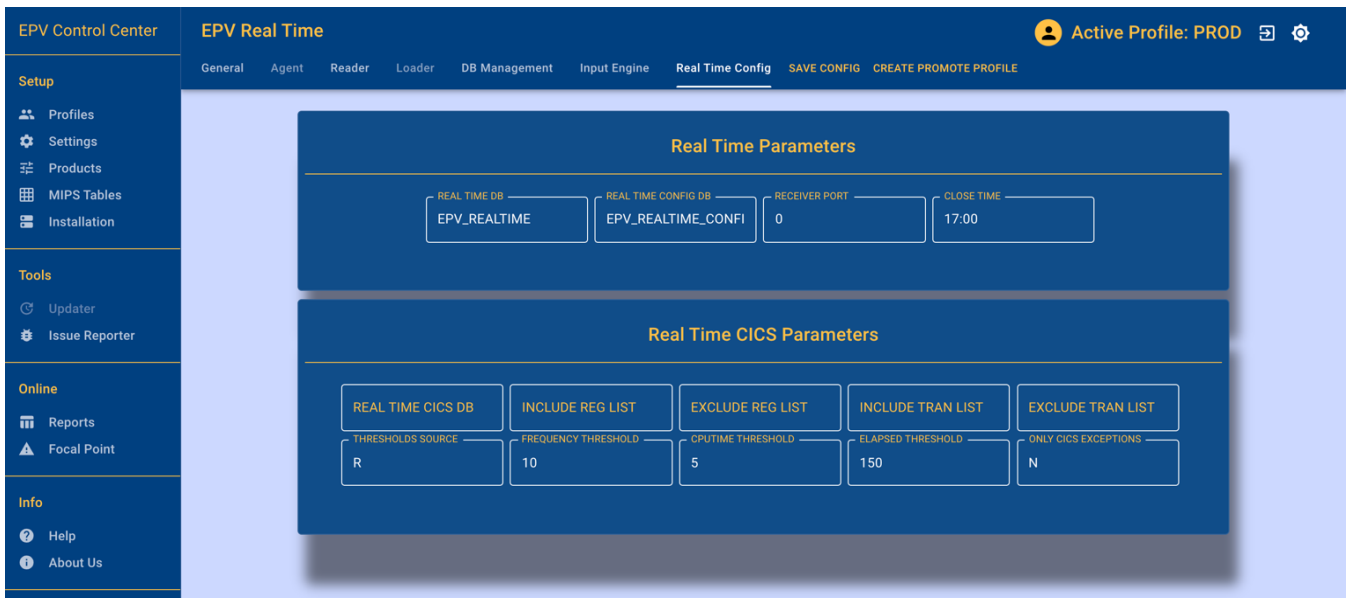 EPV Control Center
EPV Real Time
Active Profile: PROD
General Agent Reader Loader DB Management Input Engine Real Time Config SAVE CONFIG CREATE PROMOTE PROFILE
Setup
Profiles
Settings
Products
MIPS Tables
Installation
Tools
Updater
Issue Reporter
Online
Reports
Focal Point
Info
Help
About Us
Real Time Parameters
REAL TIME DB REAL TIME CONFIG DB RECEIVER PORT CLOSE TIME
EPV_REALTIME EPV_REALTIME_CONFI 0 17:00
Real Time CICS Parameters
REAL TIME CICS DB INCLUDE REG LIST EXCLUDE REG LIST INCLUDE TRAN LIST EXCLUDE TRAN LIST
THRESHOLDS SOURCE FREQUENCY THRESHOLD CPUTIME THRESHOLD ELAPSED THRESHOLD ONLY CICS EXCEPTIONS
R 10 5 150 N